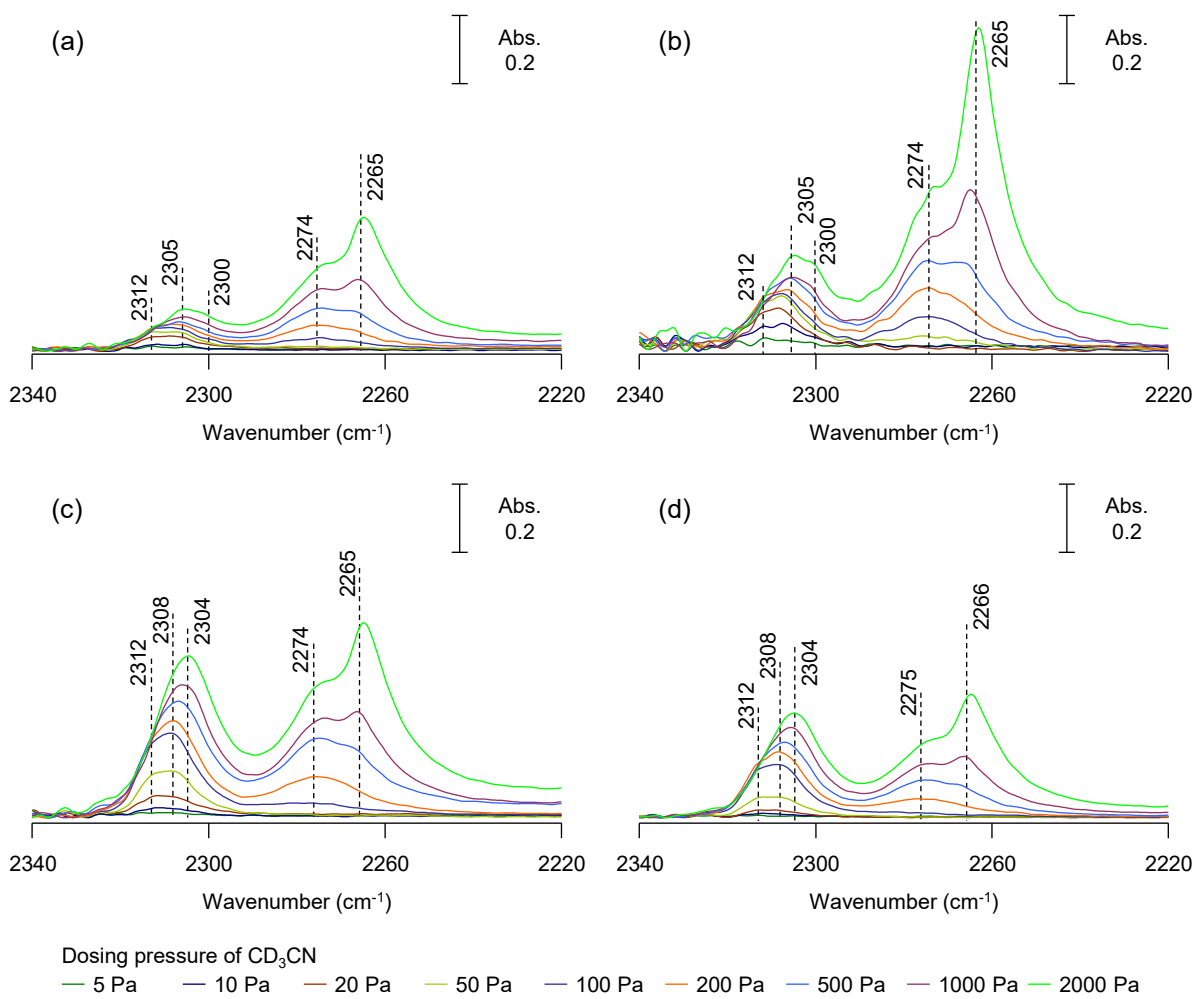 (a)
Abs.
0.2
2312
2305
2300
2274
2265
2340
2300
2260
2220
Wavenumber (cm⁻¹)
(b)
Abs.
0.2
2312
2305
2300
2274
2265
2340
2300
2260
2220
Wavenumber (cm⁻¹)
(c)
Abs.
0.2
2312
2308
2304
2274
2265
2340
2300
2260
2220
Wavenumber (cm⁻¹)
(d)
Abs.
0.2
2312
2308
2304
2275
2266
2340
2300
2260
2220
Wavenumber (cm⁻¹)
Dosing pressure of CD₃CN
5 Pa 10 Pa 20 Pa 50 Pa 100 Pa 200 Pa 500 Pa 1000 Pa 2000 Pa